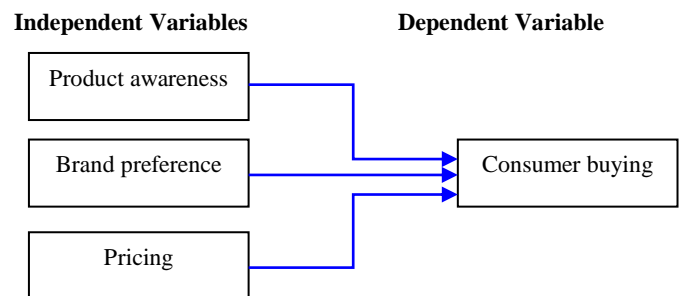 Independent Variables Dependent Variable
Product awareness
Brand preference Consumer buying
Pricing